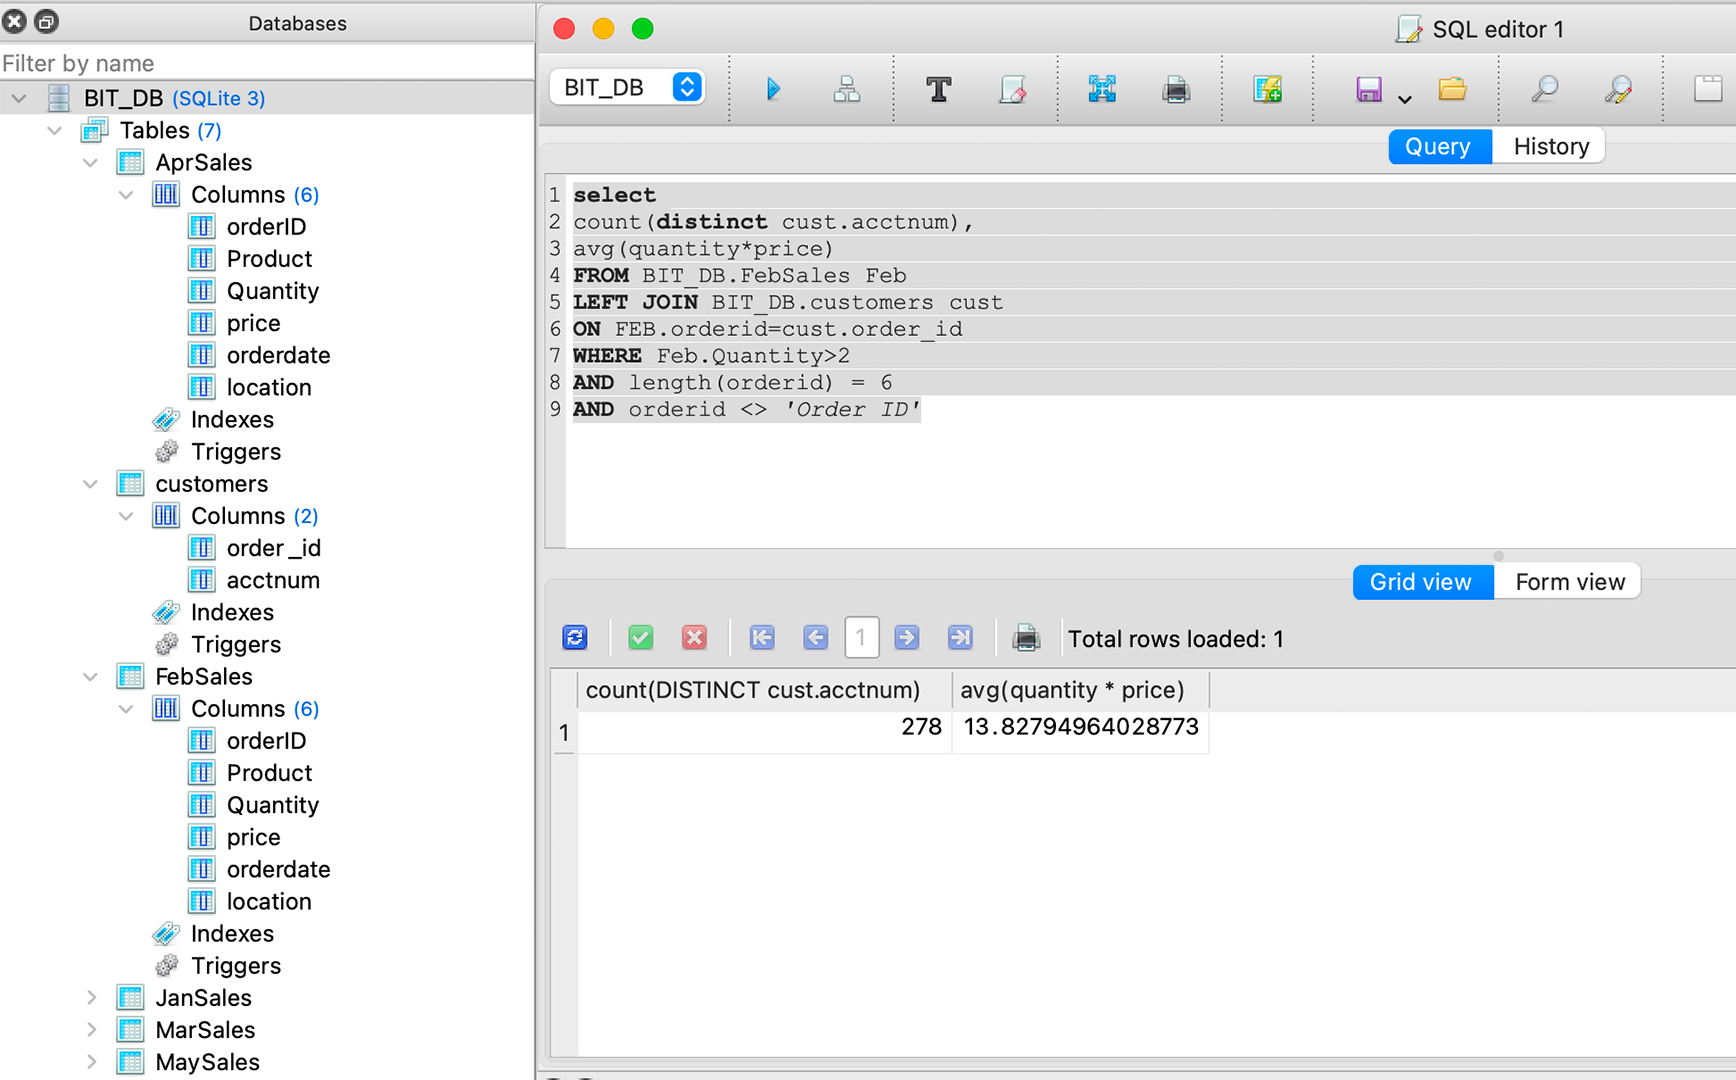 Databases
Filter by name
BIT_DB (SQLite 3)
Tables (7)
AprSales
Columns (6)
orderID
Product
Quantity
price
orderdate
location
Indexes
Triggers
customers
Columns (2)
order _id
acctnum
Indexes
Triggers
FebSales
Columns (6)
orderID
Product
Quantity
price
orderdate
location
Indexes
Triggers
JanSales
MarSales
MaySales
SQL editor 1
BIT_DB
Query History
1 select
2 count(distinct cust.acctnum),
3 avg(quantity*price)
4 FROM BIT_DB.FebSales Feb
5 LEFT JOIN BIT_DB.customers cust
6 ON FEB.orderid=cust.order_id
7 WHERE Feb.Quantity>2
8 AND length(orderid) = 6
9 AND orderid <> 'Order ID'
Grid view Form view
1 Total rows loaded: 1
count(DISTINCT cust.acctnum) avg(quantity * price)
1 278 13.82794964028773